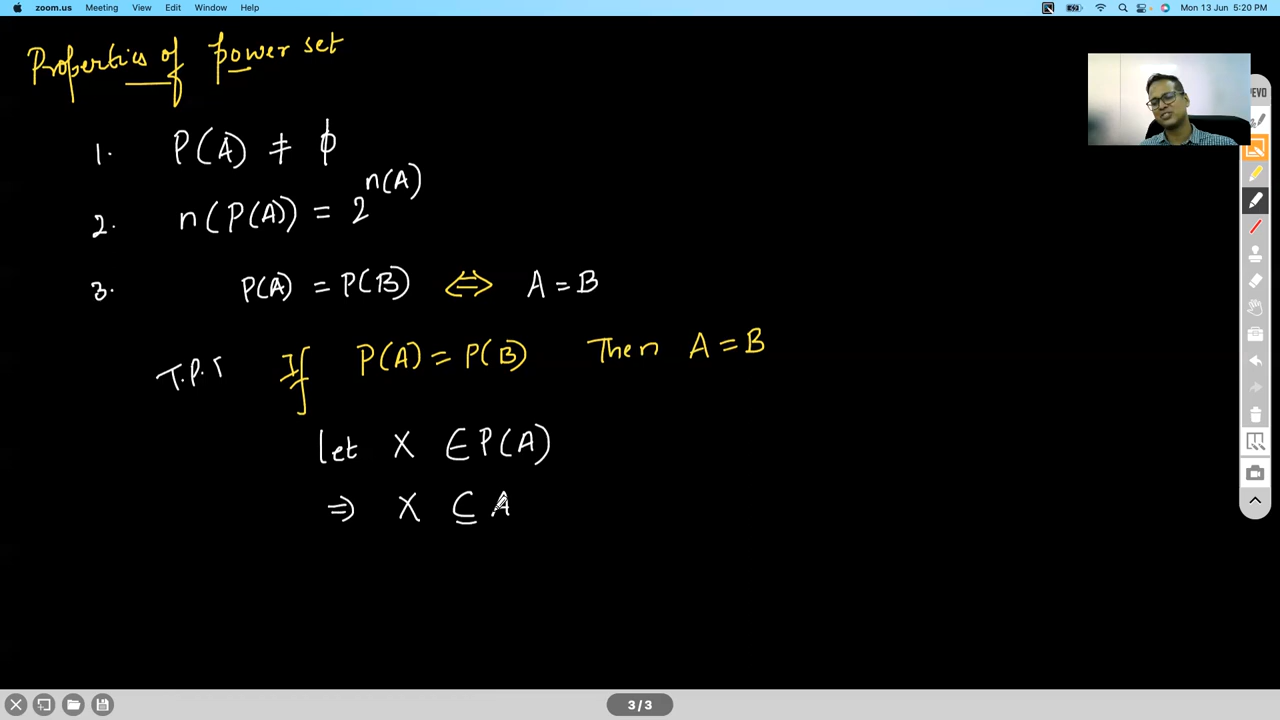 zoom.us Meeting View Window Help Mon 13 Jun 5:20 PM
Properties of power set
1. P(A) ≠ ϕ
2. n(P(A)) = 2^n(A)
3. P(A) = P(B) ⇔ A = B
T.P.T If P(A) = P(B) Then A = B
let X ∈ P(A)
⇒ X ⊆ A
3/3